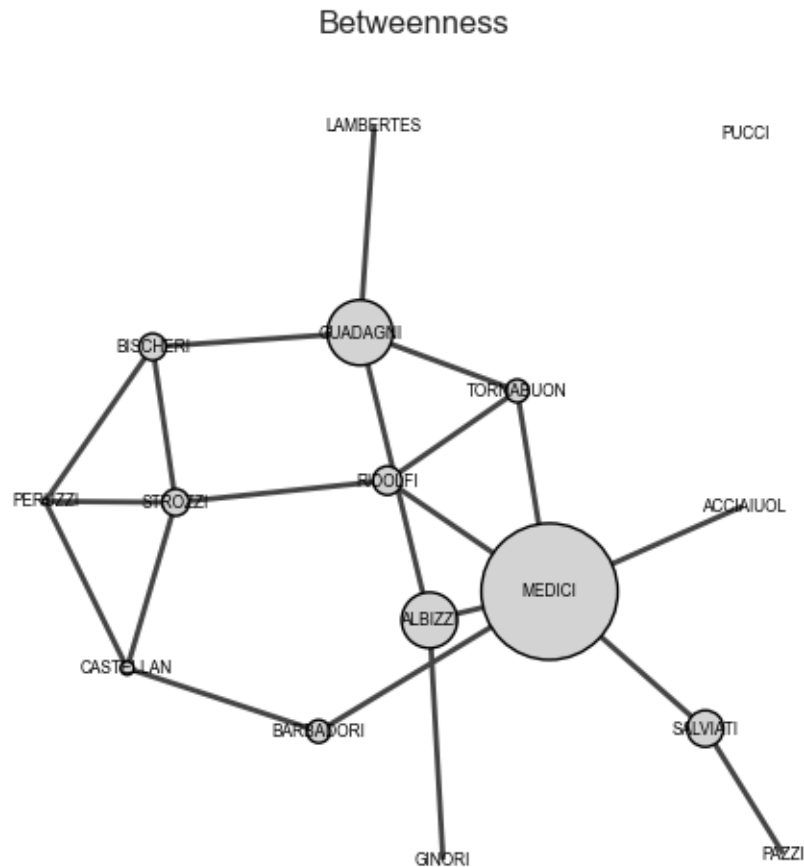 Betweenness
LAMBERTES
PUCCI
GUADAGNI
BISCHERI
TORNABUON
RIDOLFI
PERUZZI
STROZZI
ACCIAIUOL
MEDICI
ALBIZZI
CASTELLAN
BARBADORI
SALVIATI
PAZZI
GINORI